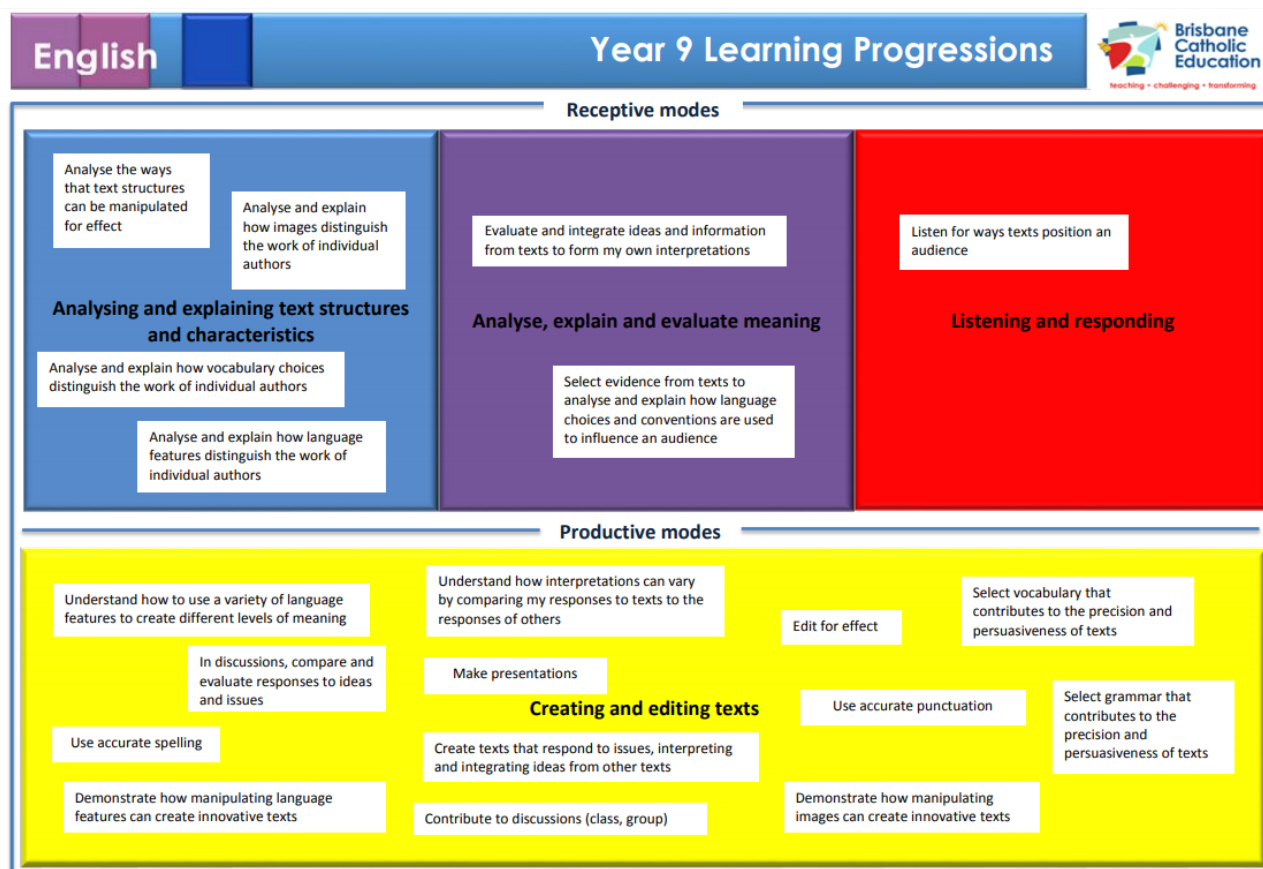 English
Year 9 Learning Progressions
Brisbane
Catholic
Education
teaching • challenging • transforming
Receptive modes
Analyse the ways
that text structures
can be manipulated
for effect
Analyse and explain
how images distinguish
the work of individual
authors
Analysing and explaining text structures
and characteristics
Analyse and explain how vocabulary choices
distinguish the work of individual authors
Analyse and explain how language
features distinguish the work of
individual authors
Evaluate and integrate ideas and information
from texts to form my own interpretations
Analyse, explain and evaluate meaning
Select evidence from texts to
analyse and explain how language
choices and conventions are used
to influence an audience
Listen for ways texts position an
audience
Listening and responding
Productive modes
Understand how to use a variety of language
features to create different levels of meaning
In discussions, compare and
evaluate responses to ideas
and issues
Use accurate spelling
Demonstrate how manipulating language
features can create innovative texts
Understand how interpretations can vary
by comparing my responses to texts to the
responses of others
Make presentations
Creating and editing texts
Create texts that respond to issues, interpreting
and integrating ideas from other texts
Contribute to discussions (class, group)
Edit for effect
Select vocabulary that
contributes to the precision and
persuasiveness of texts
Use accurate punctuation
Select grammar that
contributes to the
precision and
persuasiveness of texts
Demonstrate how manipulating
images can create innovative texts